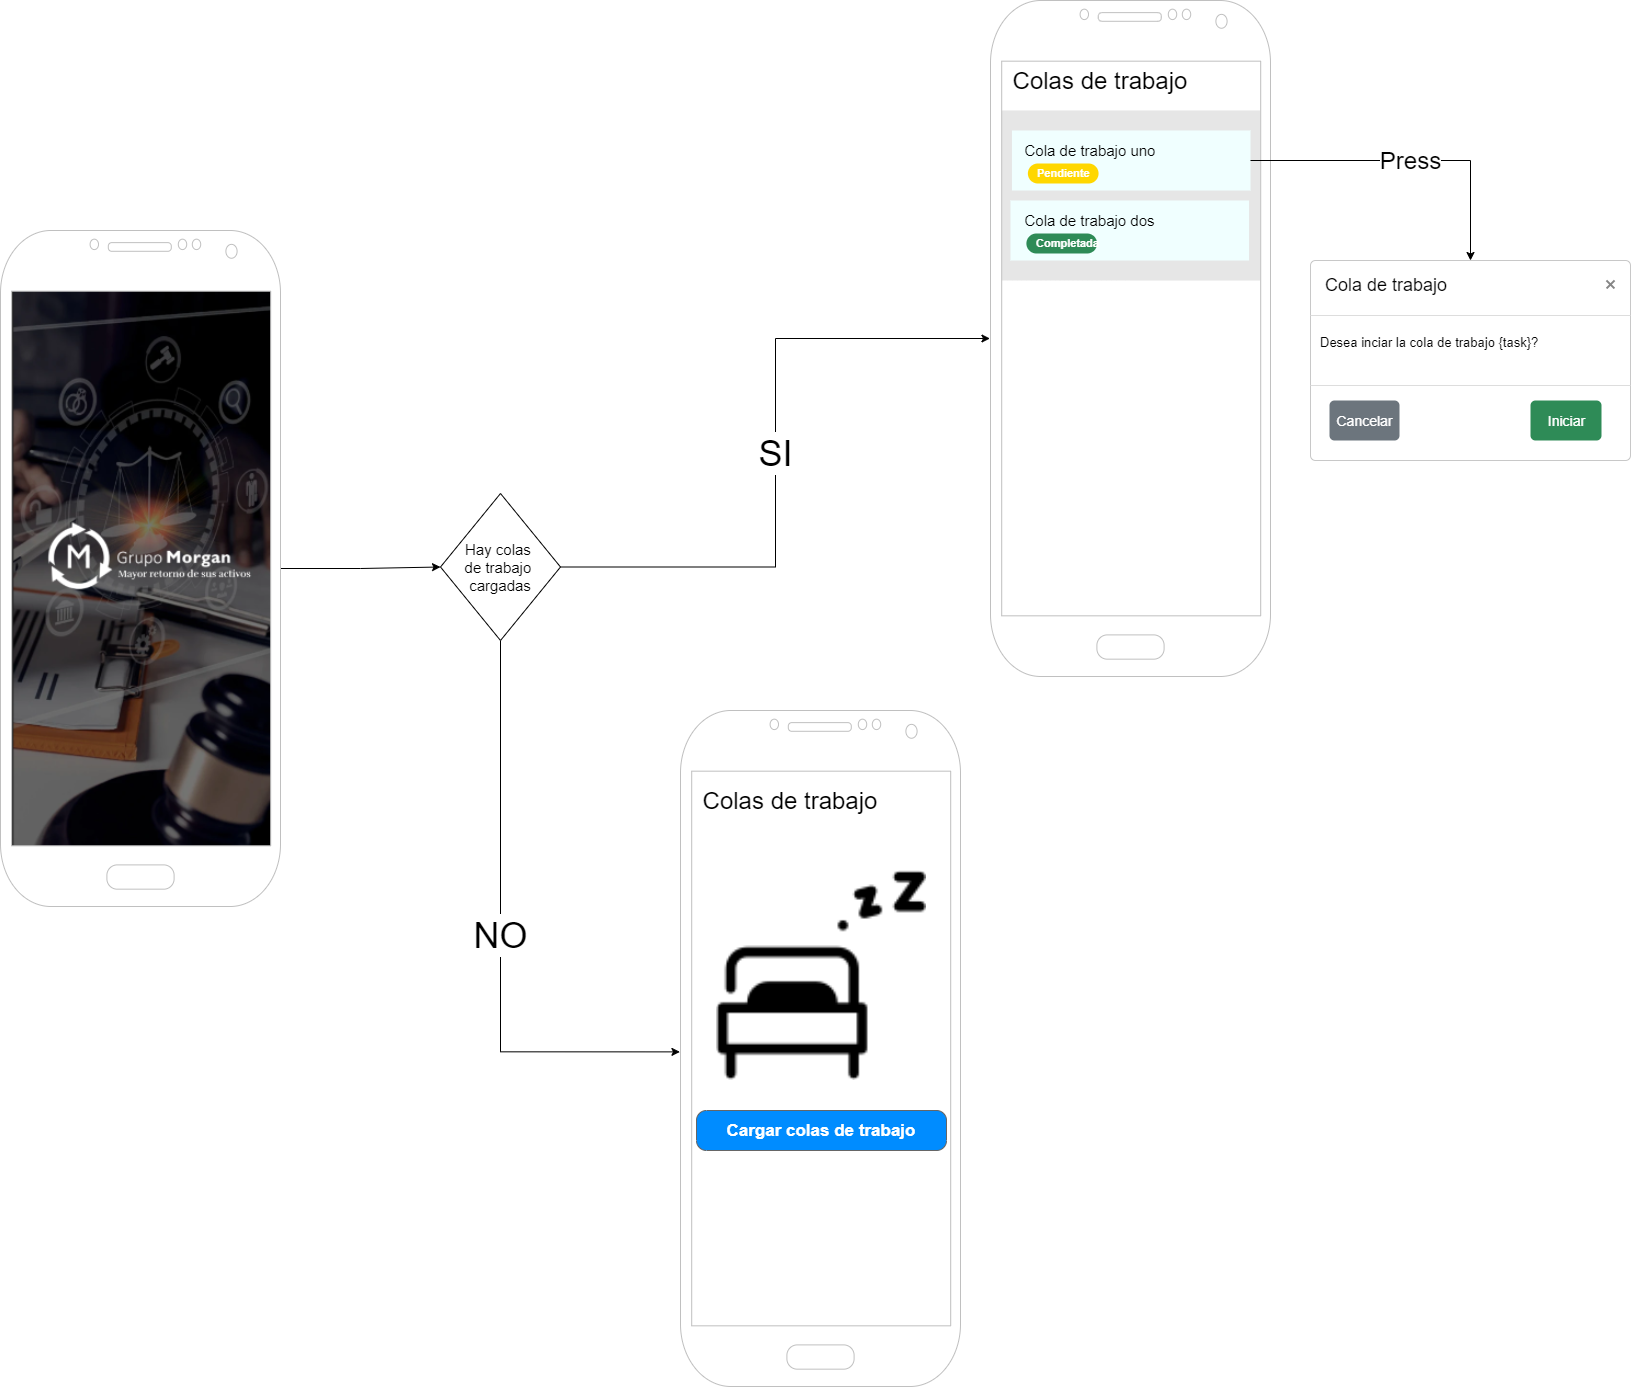 Colas de trabajo
Cola de trabajo uno
Pendiente
Cola de trabajo dos
Completada
Press
Cola de trabajo
×
Desea inciar la cola de trabajo {task}?
Cancelar
Iniciar
SI
M
Grupo Morgan
Mayor retorno de sus activos
Hay colas
de trabajo
cargadas
NO
Colas de trabajo
z Z
Cargar colas de trabajo